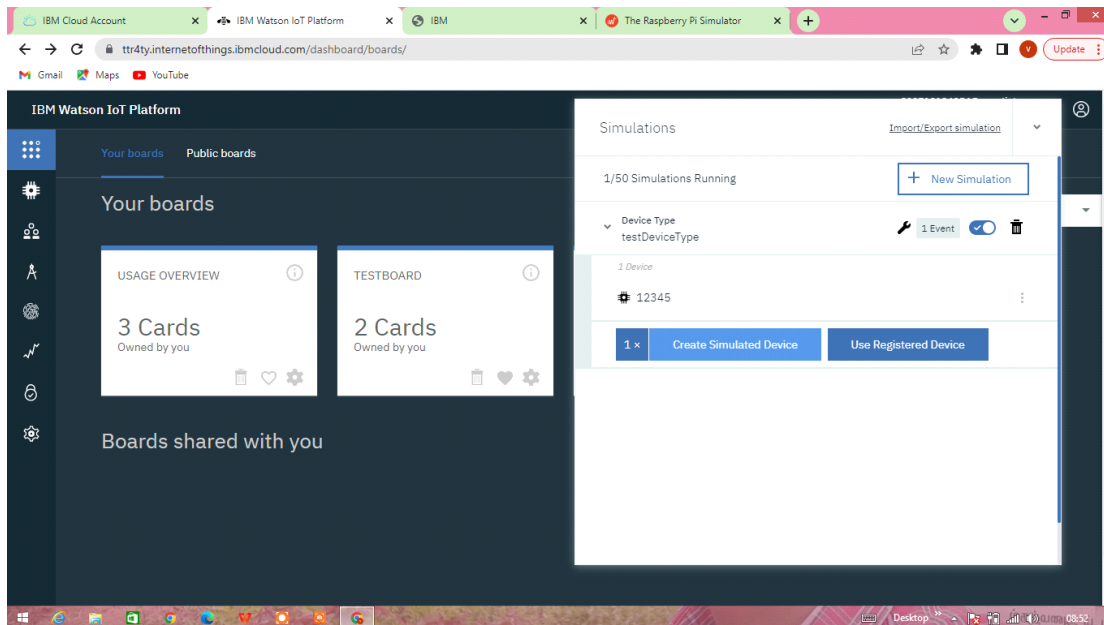 IBM Cloud Account
IBM Watson IoT Platform
IBM
The Raspberry Pi Simulator
ttr4ty.internetofthings.ibmcloud.com/dashboard/boards/
V
Update
Gmail
Maps
YouTube
IBM Watson IoT Platform
Your boards
Public boards
Your boards
USAGE OVERVIEW
3 Cards
Owned by you
TESTBOARD
2 Cards
Owned by you
Boards shared with you
Simulations
Import/Export simulation
1/50 Simulations Running
+ New Simulation
Device Type
testDeviceType
1 Event
1 Device
12345
1 ×
Create Simulated Device
Use Registered Device
Desktop
08:52